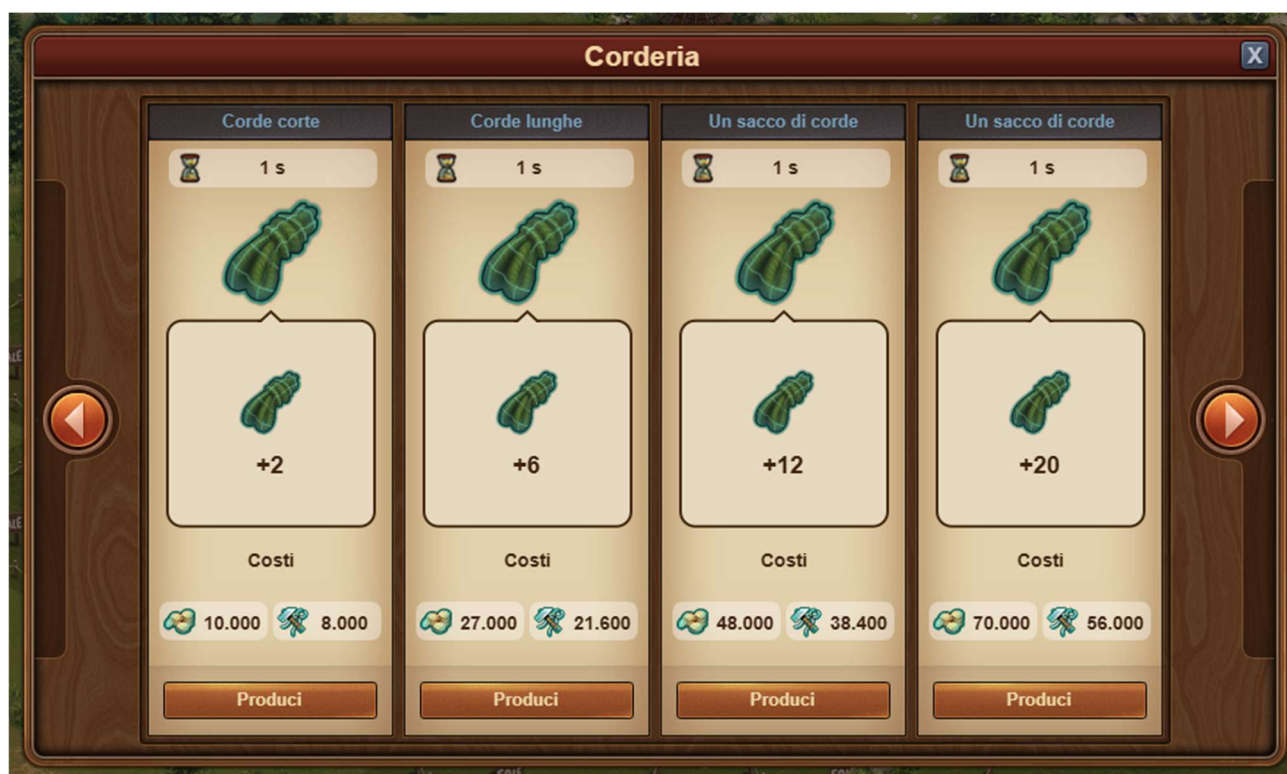 Corderia
X
Corde corte
1 s
+2
Costi
10.000 8.000
Produci
Corde lunghe
1 s
+6
Costi
27.000 21.600
Produci
Un sacco di corde
1 s
+12
Costi
48.000 38.400
Produci
Un sacco di corde
1 s
+20
Costi
70.000 56.000
Produci